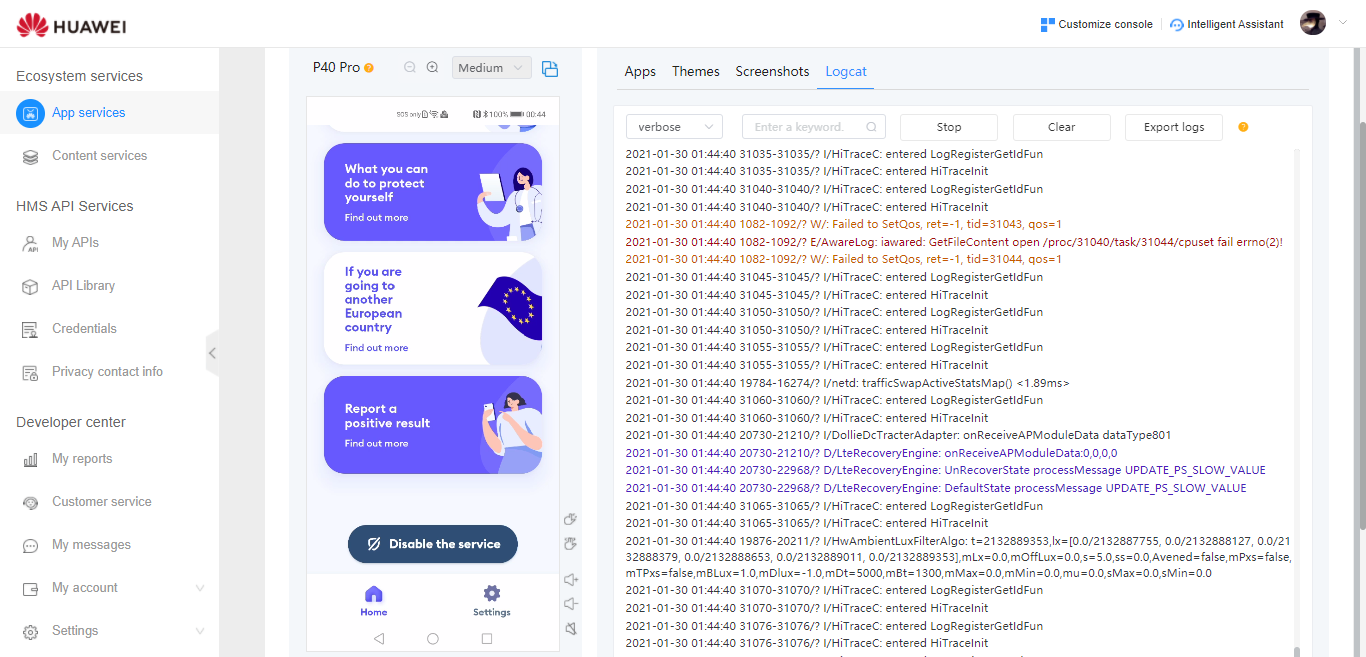 HUAWEI
Customize console
Intelligent Assistant
Ecosystem services
App services
Content services
HMS API Services
My APIs
API Library
Credentials
Privacy contact info
Developer center
My reports
Customer service
My messages
My account
Settings
P40 Pro
Medium
SOS only
100%
00:44
What you can
do to protect
yourself
Find out more
If you are
going to
another
European
country
Find out more
Report a
positive result
Find out more
Disable the service
Home
Settings
Apps Themes Screenshots Logcat
verbose
Enter a keyword.
Stop
Clear
Export logs
2021-01-30 01:44:40 31035-31035/? I/HiTraceC: entered LogRegisterGetIdFun
2021-01-30 01:44:40 31035-31035/? I/HiTraceC: entered HiTraceInit
2021-01-30 01:44:40 31040-31040/? I/HiTraceC: entered LogRegisterGetIdFun
2021-01-30 01:44:40 31040-31040/? I/HiTraceC: entered HiTraceInit
2021-01-30 01:44:40 1082-1092/? W/: Failed to SetQos, ret=-1, tid=31043, qos=1
2021-01-30 01:44:40 1082-1092/? E/AwareLog: iawared: GetFileContent open /proc/31040/task/31044/cpuset fail errno(2)!
2021-01-30 01:44:40 1082-1092/? W/: Failed to SetQos, ret=-1, tid=31044, qos=1
2021-01-30 01:44:40 31045-31045/? I/HiTraceC: entered LogRegisterGetIdFun
2021-01-30 01:44:40 31045-31045/? I/HiTraceC: entered HiTraceInit
2021-01-30 01:44:40 31050-31050/? I/HiTraceC: entered LogRegisterGetIdFun
2021-01-30 01:44:40 31050-31050/? I/HiTraceC: entered HiTraceInit
2021-01-30 01:44:40 31055-31055/? I/HiTraceC: entered LogRegisterGetIdFun
2021-01-30 01:44:40 31055-31055/? I/HiTraceC: entered HiTraceInit
2021-01-30 01:44:40 19784-16274/? I/netd: trafficSwapActiveStatsMap() <1.89ms>
2021-01-30 01:44:40 31060-31060/? I/HiTraceC: entered LogRegisterGetIdFun
2021-01-30 01:44:40 31060-31060/? I/HiTraceC: entered HiTraceInit
2021-01-30 01:44:40 20730-21210/? I/DollieDcTracterAdapter: onReceiveAPModuleData dataType801
2021-01-30 01:44:40 20730-21210/? D/LteRecoveryEngine: onReceiveAPModuleData:0,0,0,0
2021-01-30 01:44:40 20730-22968/? D/LteRecoveryEngine: UnRecoverState processMessage UPDATE_PS_SLOW_VALUE
2021-01-30 01:44:40 20730-22968/? D/LteRecoveryEngine: DefaultState processMessage UPDATE_PS_SLOW_VALUE
2021-01-30 01:44:40 31065-31065/? I/HiTraceC: entered LogRegisterGetIdFun
2021-01-30 01:44:40 31065-31065/? I/HiTraceC: entered HiTraceInit
2021-01-30 01:44:40 19876-20211/? I/HwAmbientLuxFilterAlgo: t=2132889353,lx=[0.0/2132887755, 0.0/2132888127, 0.0/213
2888379, 0.0/2132888653, 0.0/2132889011, 0.0/2132889353],mLx=0.0,mOffLux=0.0,s=5.0,ss=0.0,Avened=false,mPxs=false,
mTPxs=false,mBLux=1.0,mDlux=-1.0,mDt=5000,mBt=1300,mMax=0.0,mMin=0.0,mu=0.0,sMax=0.0,sMin=0.0
2021-01-30 01:44:40 31070-31070/? I/HiTraceC: entered LogRegisterGetIdFun
2021-01-30 01:44:40 31070-31070/? I/HiTraceC: entered HiTraceInit
2021-01-30 01:44:40 31076-31076/? I/HiTraceC: entered LogRegisterGetIdFun
2021-01-30 01:44:40 31076-31076/? I/HiTraceC: entered HiTraceInit